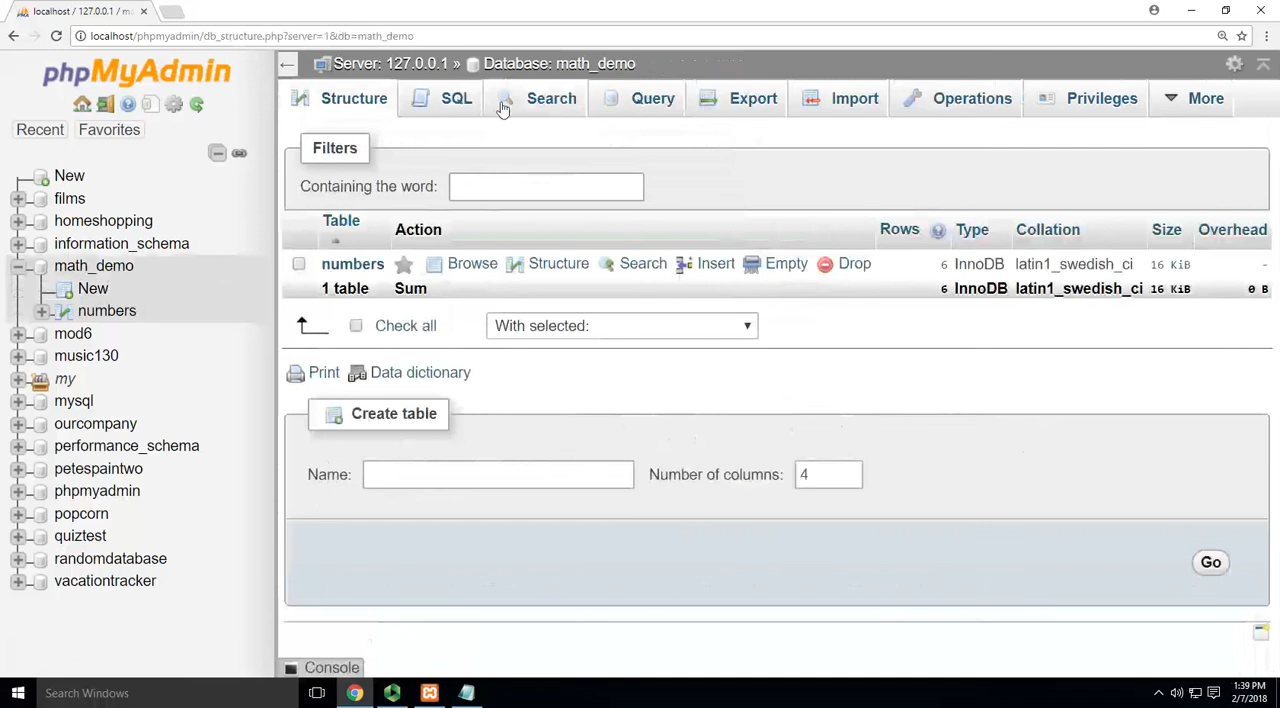 localhost / 127.0.0.1 / m
localhost/phpmyadmin/db_structure.php?server=1&db=math_demo
phpMyAdmin
Recent
Favorites
New
films
homeshopping
information_schema
math_demo
New
numbers
mod6
music130
my
mysql
ourcompany
performance_schema
petespaintwo
phpmyadmin
popcorn
quiztest
randomdatabase
vacationtracker
Server: 127.0.0.1 » Database: math_demo
Structure SQL Search Query Export Import Operations Privileges More
Filters
Containing the word:
Table Action Rows Type Collation Size Overhead
numbers Browse Structure Search Insert Empty Drop 6 InnoDB latin1_swedish_ci 16 KiB -
1 table Sum 6 InnoDB latin1_swedish_ci 16 KiB 0 B
Check all With selected:
Print Data dictionary
Create table
Name: Number of columns: 4
Go
Console
Search Windows
1:39 PM
2/7/2018